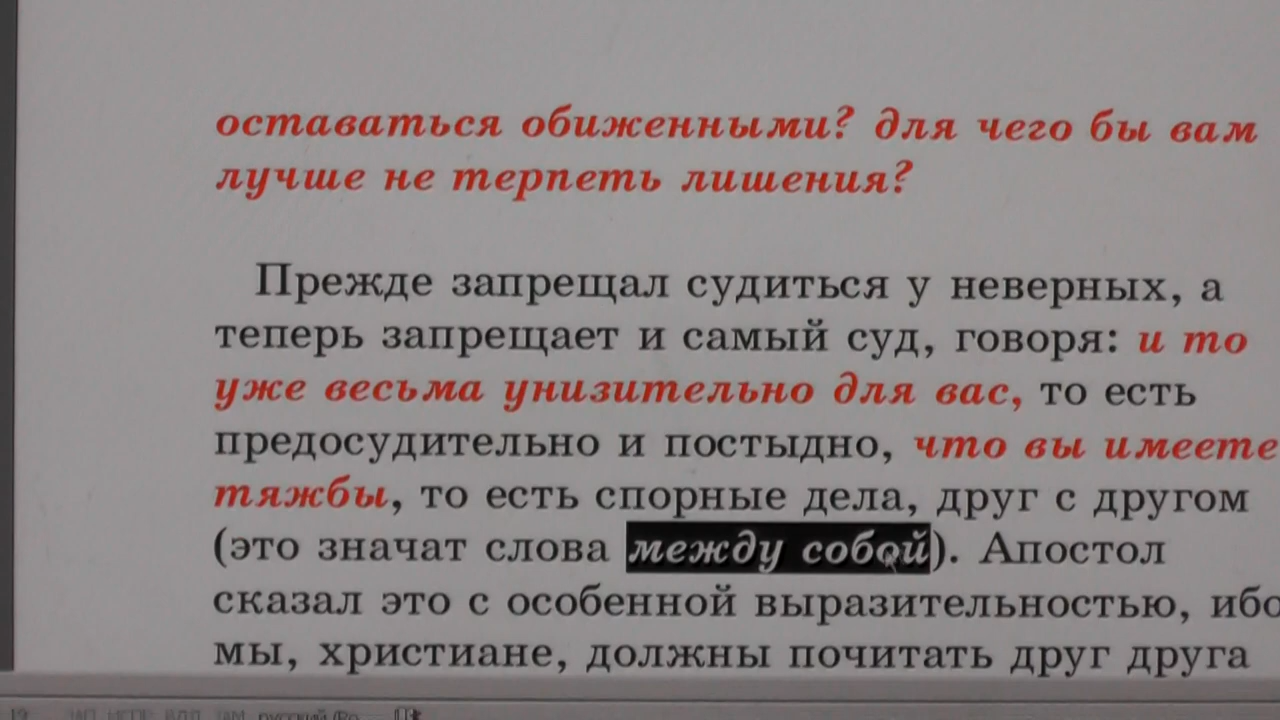 оставаться обиженными? для чего бы вам
лучше не терпеть лишения?
Прежде запрещал судиться у неверных, а
теперь запрещает и самый суд, говоря: и то
уже весьма унизительно для вас, то есть
предосудительно и постыдно, что вы имеете
тяжбы, то есть спорные дела, друг с другом
(это значат слова между собой). Апостол
сказал это с особенной выразительностью, ибо
мы, христиане, должны почитать друг друга